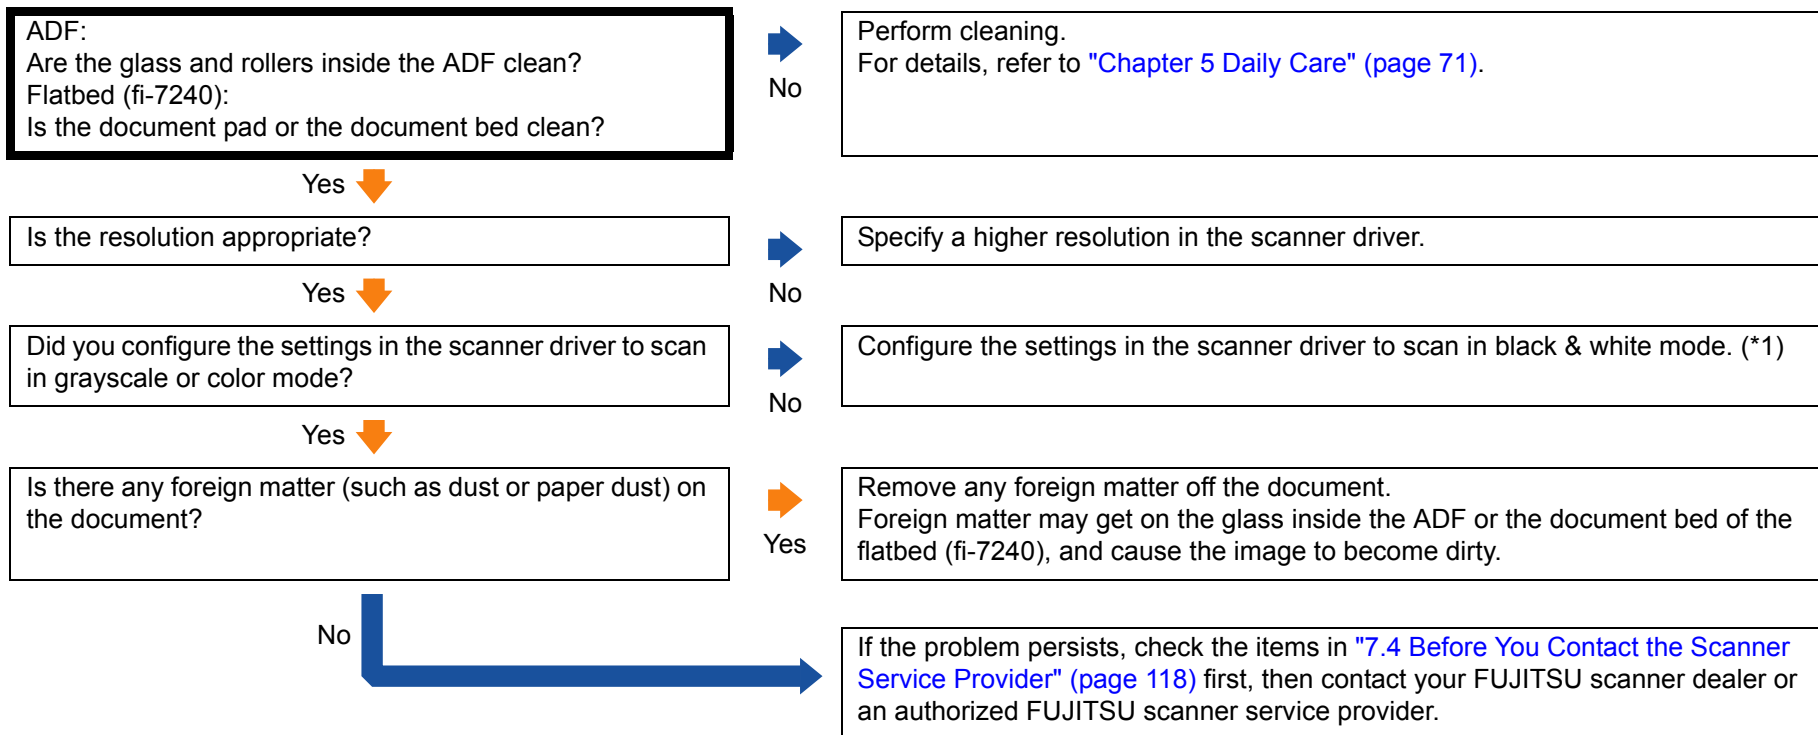 ADF:
Are the glass and rollers inside the ADF clean?
Flatbed (fi-7240):
Is the document pad or the document bed clean?
No
Perform cleaning.
For details, refer to "Chapter 5 Daily Care" (page 71).
Yes
Is the resolution appropriate?
No
Specify a higher resolution in the scanner driver.
Yes
Did you configure the settings in the scanner driver to scan
in grayscale or color mode?
No
Configure the settings in the scanner driver to scan in black & white mode. (*1)
Yes
Is there any foreign matter (such as dust or paper dust) on
the document?
Yes
Remove any foreign matter off the document.
Foreign matter may get on the glass inside the ADF or the document bed of the
flatbed (fi-7240), and cause the image to become dirty.
No
If the problem persists, check the items in "7.4 Before You Contact the Scanner
Service Provider" (page 118) first, then contact your FUJITSU scanner dealer or
an authorized FUJITSU scanner service provider.